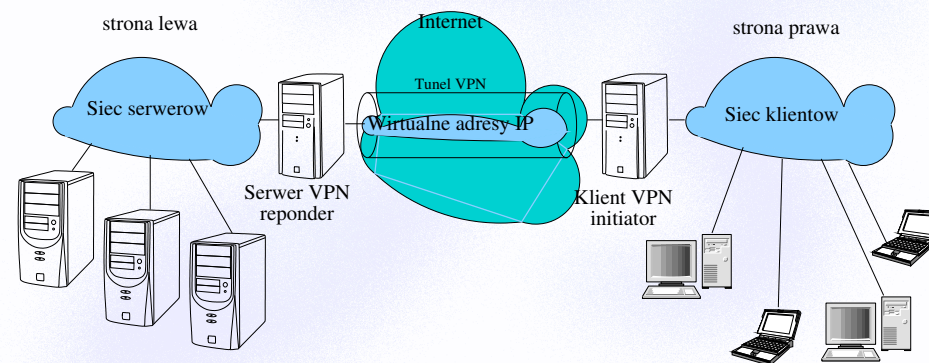 strona lewa
Internet
strona prawa
Tunel VPN
Siec serwerow
Wirtualne adresy IP
Siec klientow
Serwer VPN
reponder
Klient VPN
initiator